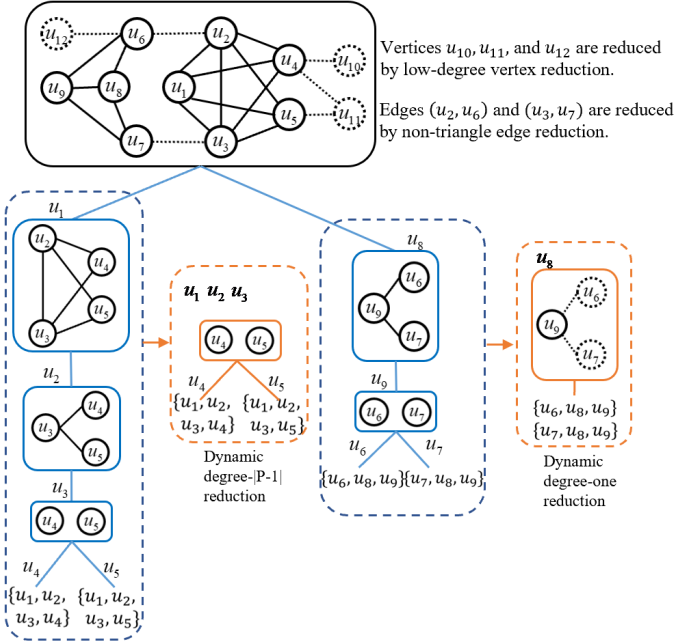 u12 u6 u2
u4 u10
u9 u8 u1
u5 u11
u7 u3
Vertices u10, u11, and u12 are reduced
by low-degree vertex reduction.
Edges (u2, u6) and (u3, u7) are reduced
by non-triangle edge reduction.
u1
u2
u4
u5
u3
u2
u4
u3
u5
u3
u4 u5
u4 u5
{u1, u2, {u1, u2,
u3, u4} u3, u5}
u1 u2 u3
u4 u5
u4 u5
{u1, u2, {u1, u2,
u3, u4} u3, u5}
Dynamic
degree-|P-1|
reduction
u8
u6
u9
u7
u9
u6 u7
u6 u7
{u6, u8, u9}{u7, u8, u9}
u8
u6
u9
u7
{u6, u8, u9}
{u7, u8, u9}
Dynamic
degree-one
reduction